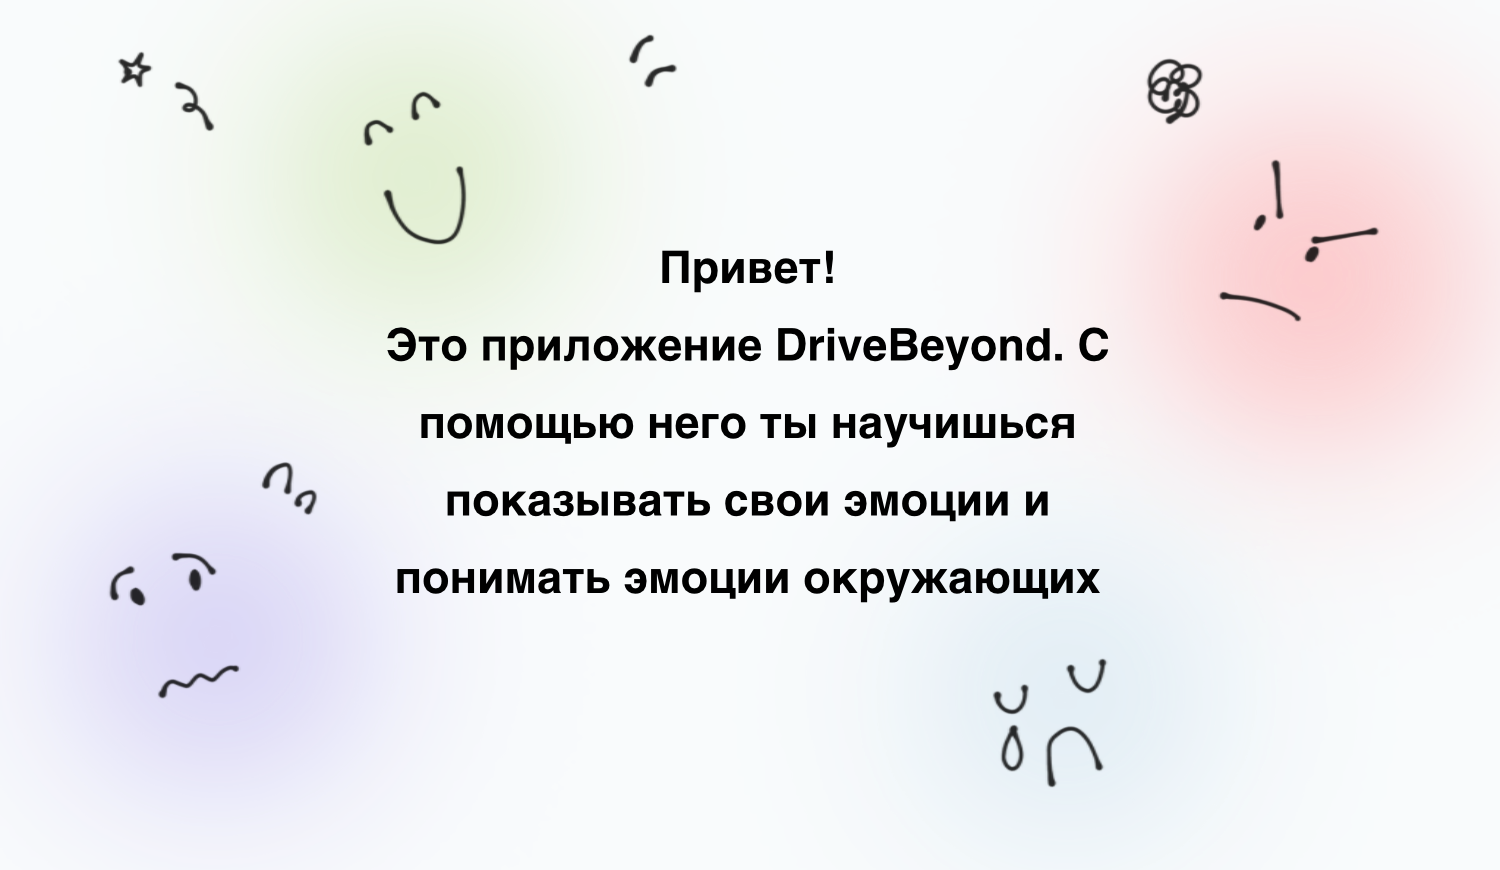 Привет!
Это приложение DriveBeyond. С
помощью него ты научишься
показывать свои эмоции и
понимать эмоции окружающих